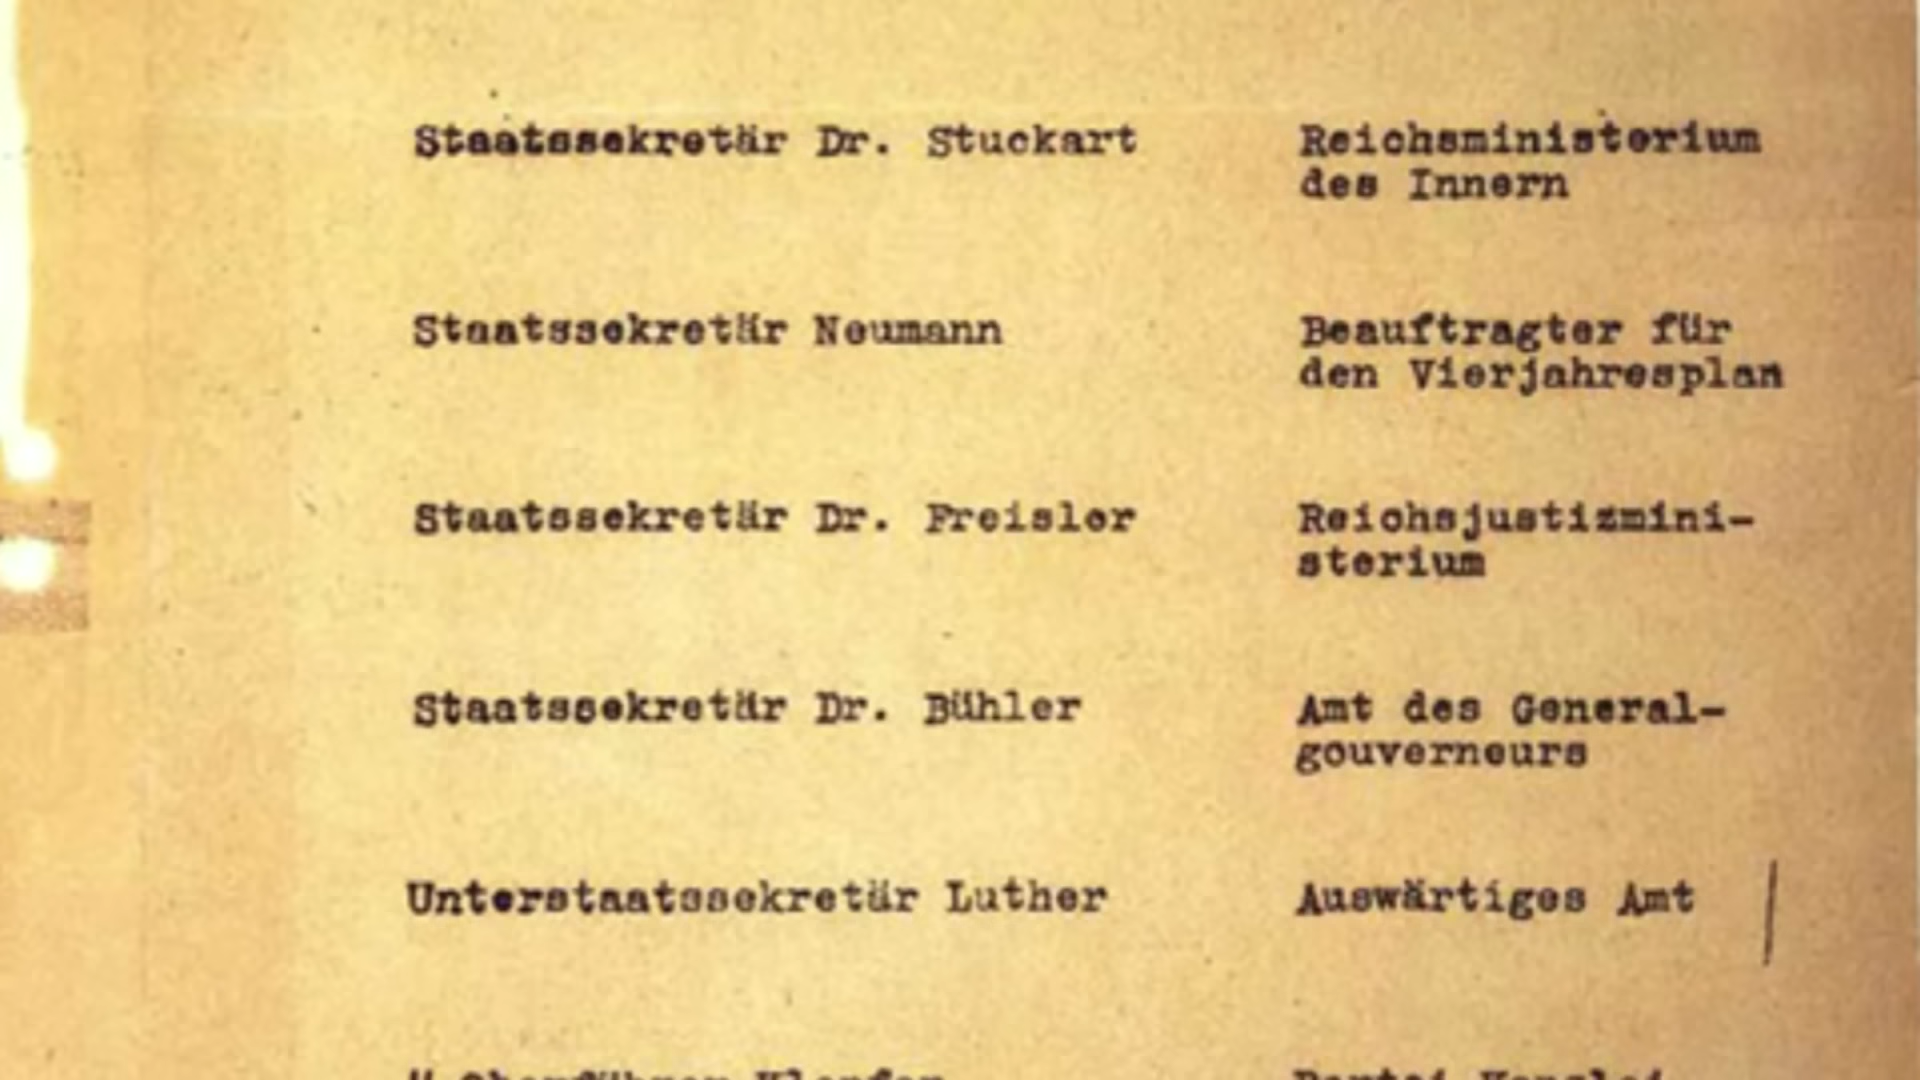 Staatssekretär Dr. Stuckart Reichsministerium
des Innern
Staatssekretär Neumann Beauftragter für
den Vierjahresplan
Staatssekretär Dr. Freisler Reichsjustizmini-
sterium
Staatssekretär Dr. Bühler Amt des General-
gouverneurs
Unterstaatssekretär Luther Auswärtiges Amt